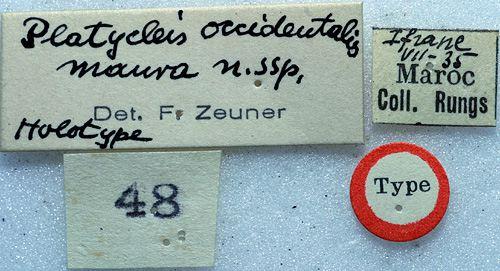 Platycleis occidentalis
maura n.ssp,
Det. F. Zeuner
Holotype
Ifrane
VII-35
Maroc
Coll. Rungs
48
Type